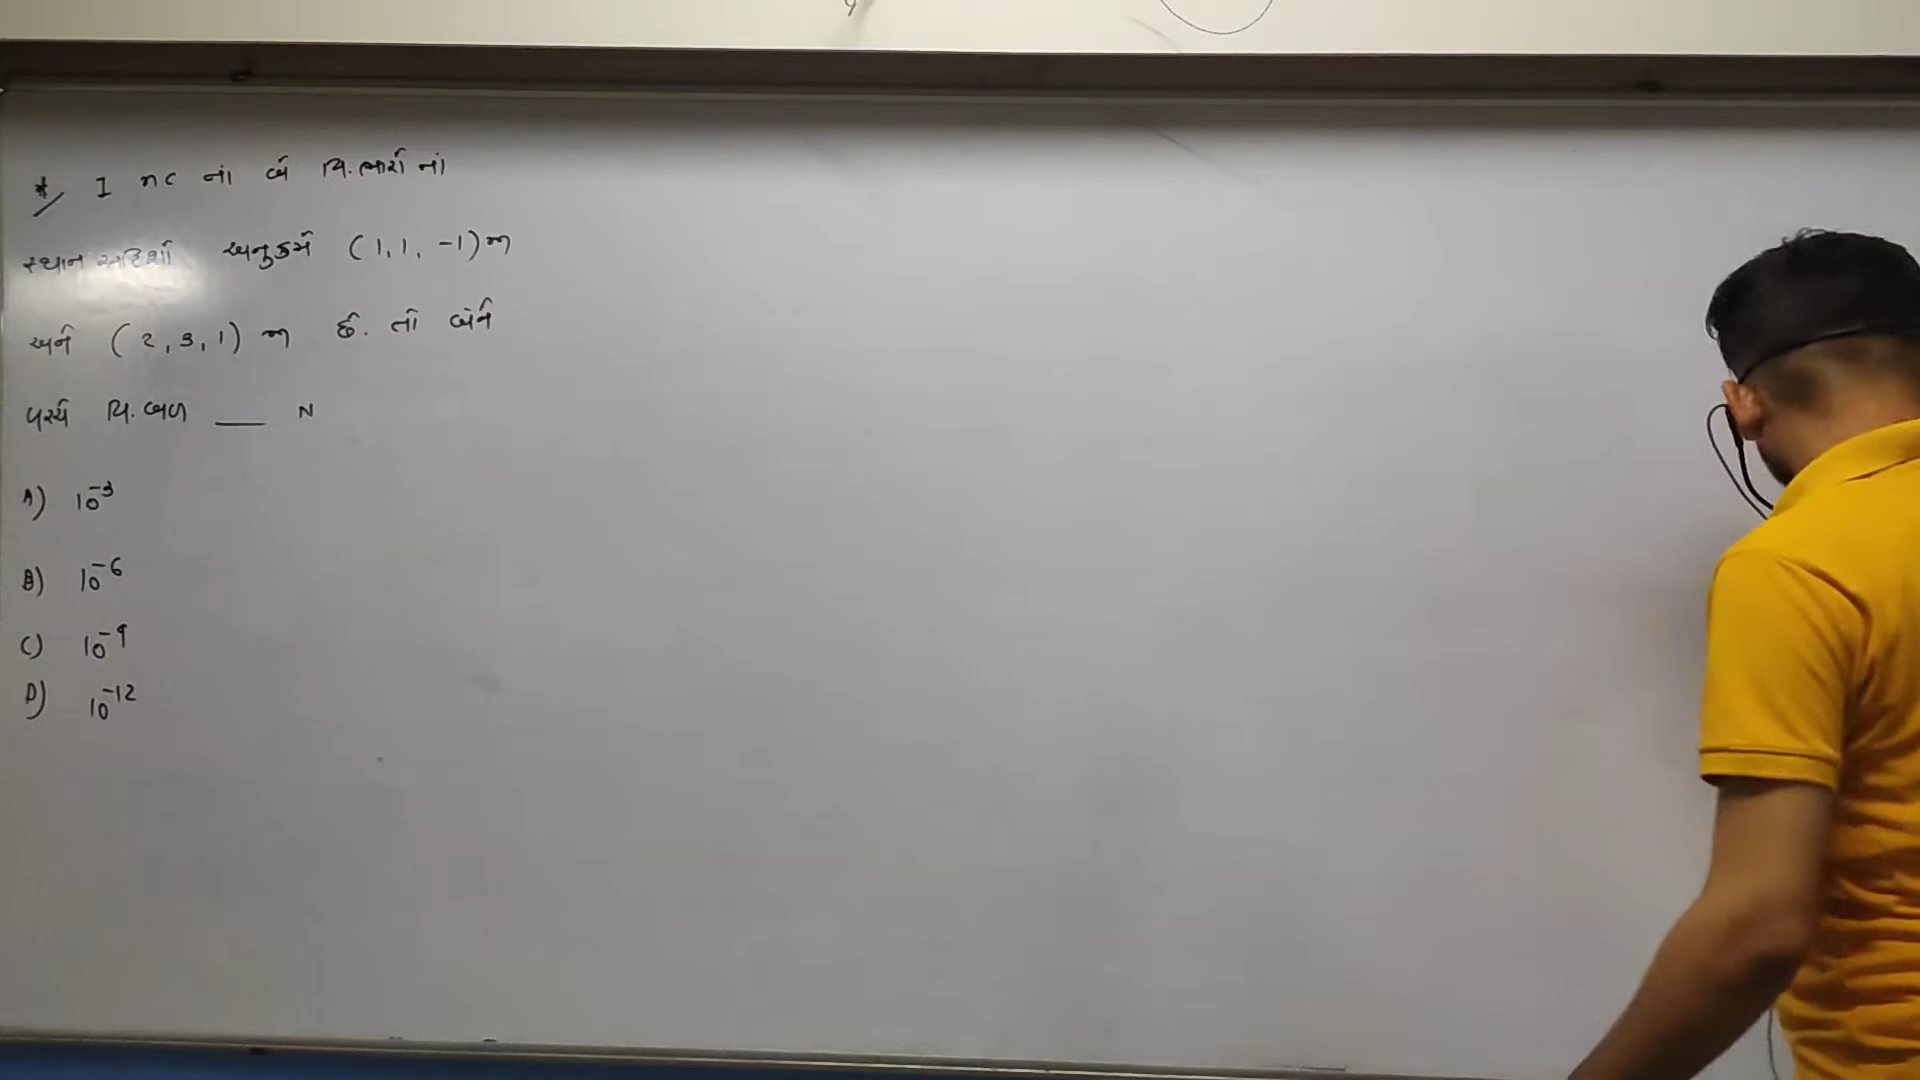 * 1 nc નાં બે વિ.ભારો નાં
સ્થાન સદિશો અનુક્રમે (1, 1, -1) m
અને (2, 3, 1) m છે. તો બંને
વચ્ચે વિ.બળ ___ N
A) 10⁻³
B) 10⁻⁶
C) 10⁻⁹
D) 10⁻¹²